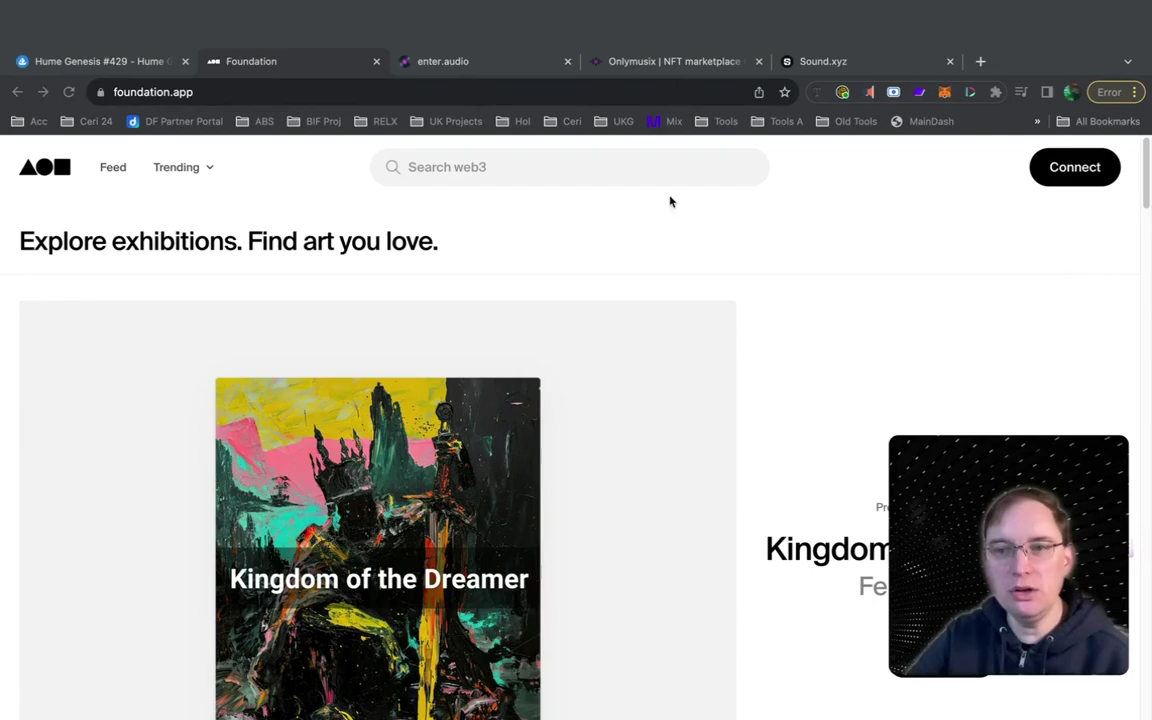 Hume Genesis #429 - Hume G
Foundation
enter.audio
Onlymusix | NFT marketplace
Sound.xyz
foundation.app
Error
Acc
Ceri 24
DF Partner Portal
ABS
BIF Proj
RELX
UK Projects
Hol
Ceri
UKG
Mix
Tools
Tools A
Old Tools
MainDash
»
All Bookmarks
Feed
Trending
Search web3
Connect
Explore exhibitions. Find art you love.
Kingdom of the Dreamer
Kingdom